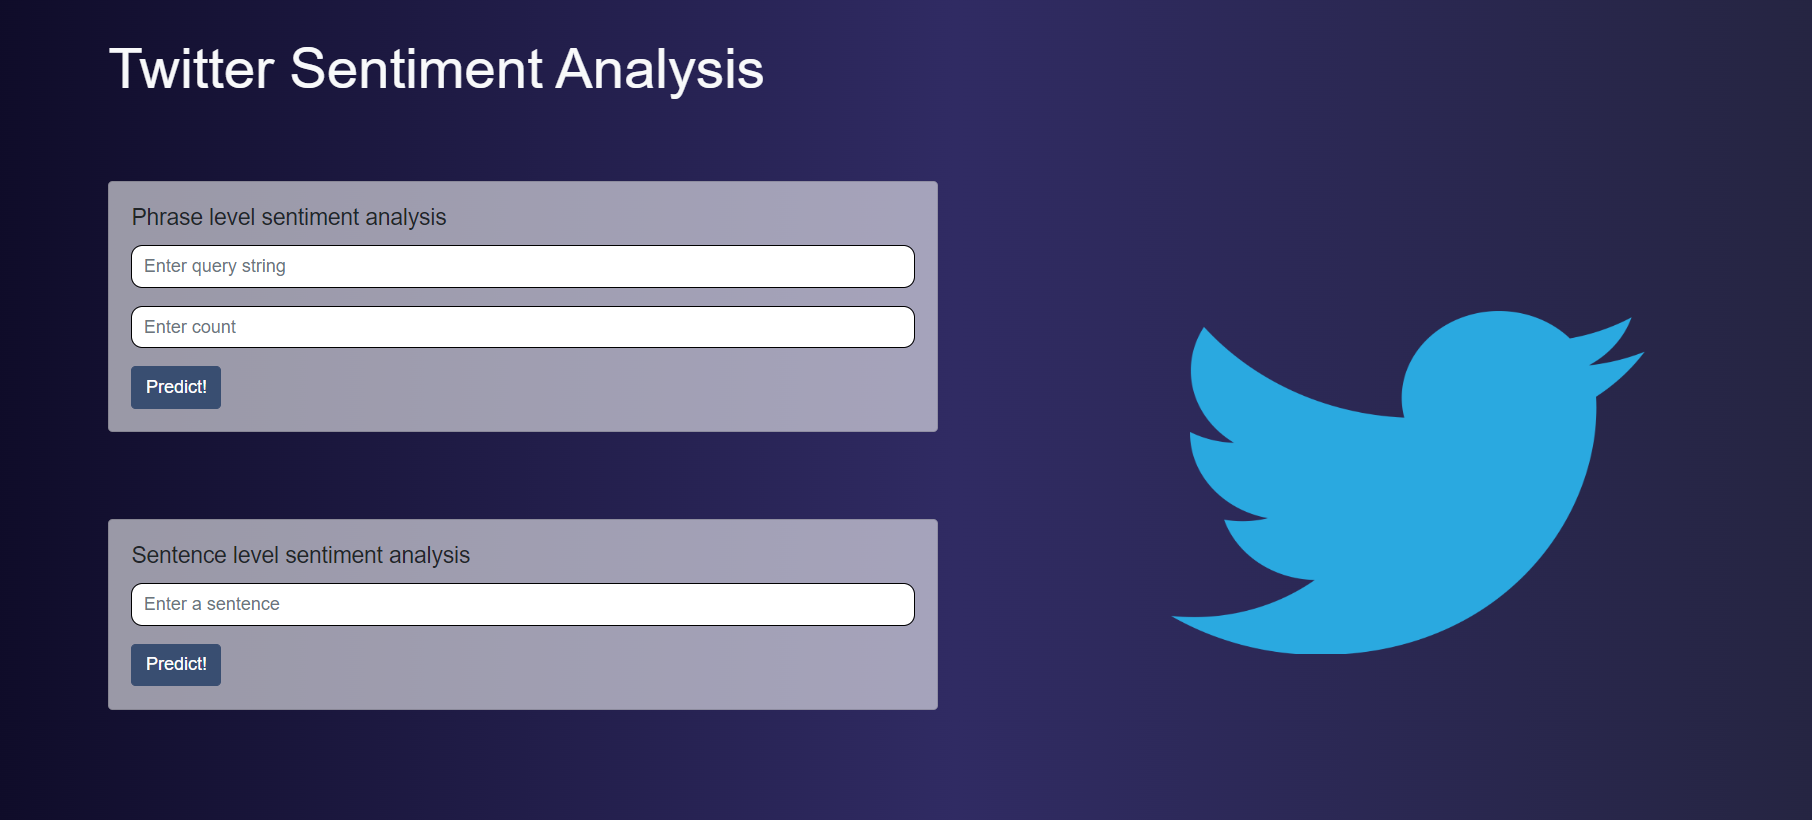 Twitter Sentiment Analysis
Phrase level sentiment analysis
Enter query string
Enter count
Predict!
Sentence level sentiment analysis
Enter a sentence
Predict!